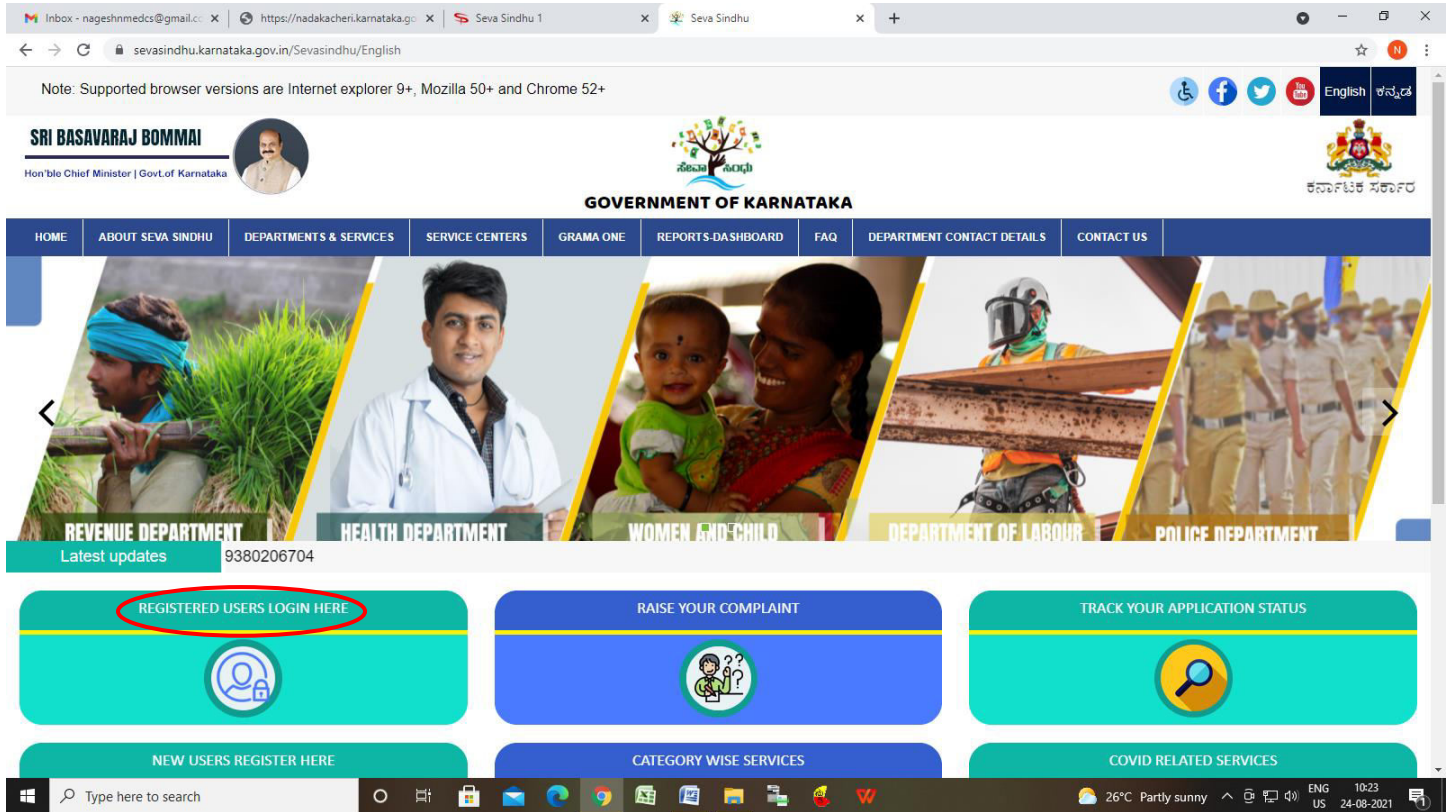 Inbox - nageshnmedcs@gmail.c
https://nadakacheri.karnataka.go
Seva Sindhu 1
Seva Sindhu
sevasindhu.karnataka.gov.in/Sevasindhu/English
N
Note: Supported browser versions are Internet explorer 9+, Mozilla 50+ and Chrome 52+
You Tube
English
ಕನ್ನಡ
SRI BASAVARAJ BOMMAI
Hon'ble Chief Minister | Govt.of Karnataka
ಸೇವಾ ಸಿಂಧು
GOVERNMENT OF KARNATAKA
ಕರ್ನಾಟಕ ಸರ್ಕಾರ
HOME ABOUT SEVA SINDHU DEPARTMENTS & SERVICES SERVICE CENTERS GRAMA ONE REPORTS-DASHBOARD FAQ DEPARTMENT CONTACT DETAILS CONTACT US
REVENUE DEPARTMENT HEALTH DEPARTMENT WOMEN AND CHILD DEPARTMENT OF LABOUR POLICE DEPARTMENT
Latest updates 9380206704
REGISTERED USERS LOGIN HERE RAISE YOUR COMPLAINT TRACK YOUR APPLICATION STATUS
NEW USERS REGISTER HERE CATEGORY WISE SERVICES COVID RELATED SERVICES
Type here to search
26°C Partly sunny
ENG
US
10:23
24-08-2021